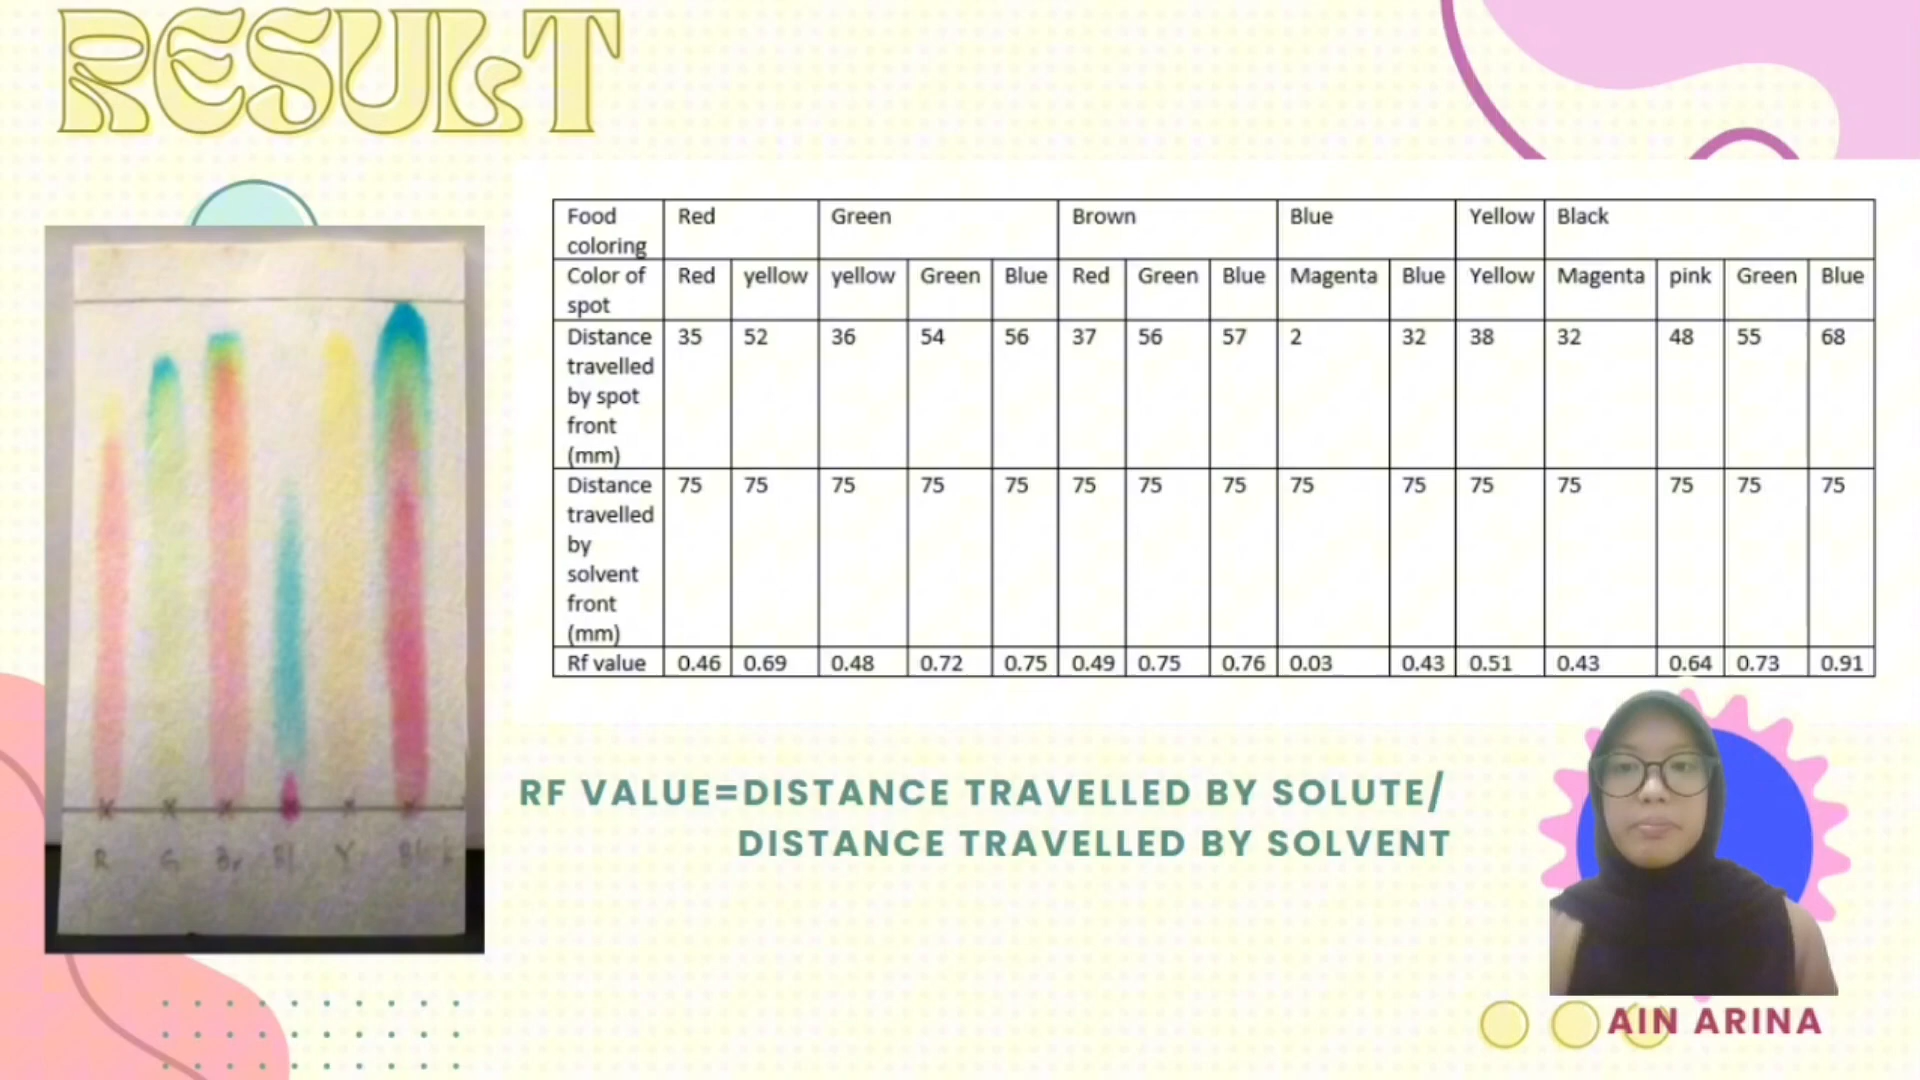 RESULT
Food coloring Red Green Brown Blue Yellow Black
Color of spot Red yellow yellow Green Blue Red Green Blue Magenta Blue Yellow Magenta pink Green Blue
Distance travelled by spot front (mm) 35 52 36 54 56 37 56 57 2 32 38 32 48 55 68
Distance travelled by solvent front (mm) 75 75 75 75 75 75 75 75 75 75 75 75 75 75 75
Rf value 0.46 0.69 0.48 0.72 0.75 0.49 0.75 0.76 0.03 0.43 0.51 0.43 0.64 0.73 0.91
R G Br Bl Y
RF VALUE=DISTANCE TRAVELLED BY SOLUTE/
DISTANCE TRAVELLED BY SOLVENT
AIN ARINA